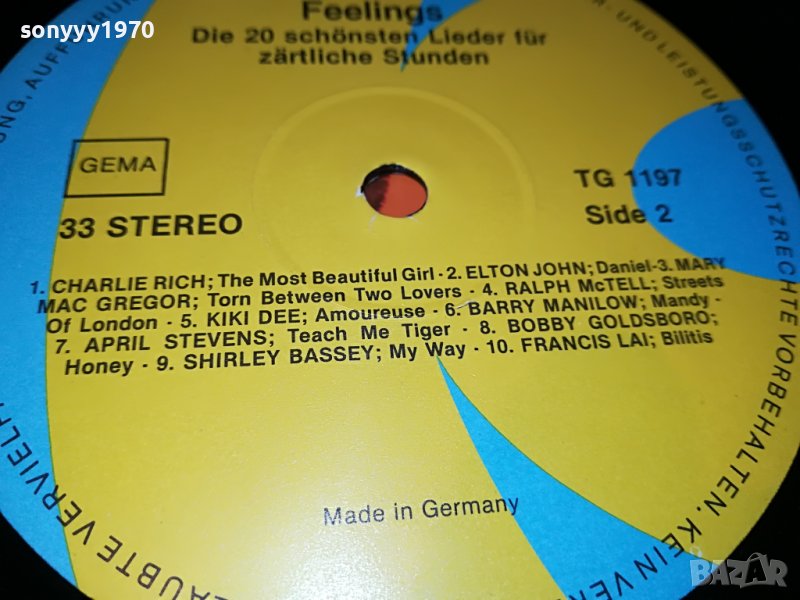 sonyyy1970
Feelings
Die 20 schönsten Lieder für
zärtliche Stunden
GEMA
33 STEREO
TG 1197
Side 2
1. CHARLIE RICH; The Most Beautiful Girl · 2. ELTON JOHN; Daniel-3. MARY
MAC GREGOR; Torn Between Two Lovers · 4. RALPH McTELL; Streets
Of London · 5. KIKI DEE; Amoureuse · 6. BARRY MANILOW; Mandy ·
7. APRIL STEVENS; Teach Me Tiger · 8. BOBBY GOLDSBORO;
Honey · 9. SHIRLEY BASSEY; My Way · 10. FRANCIS LAI; Bilitis
Made in Germany
UND LEISTUNGSSCHUTZRECHTE VORBEHALTEN. KEIN
BAZAR